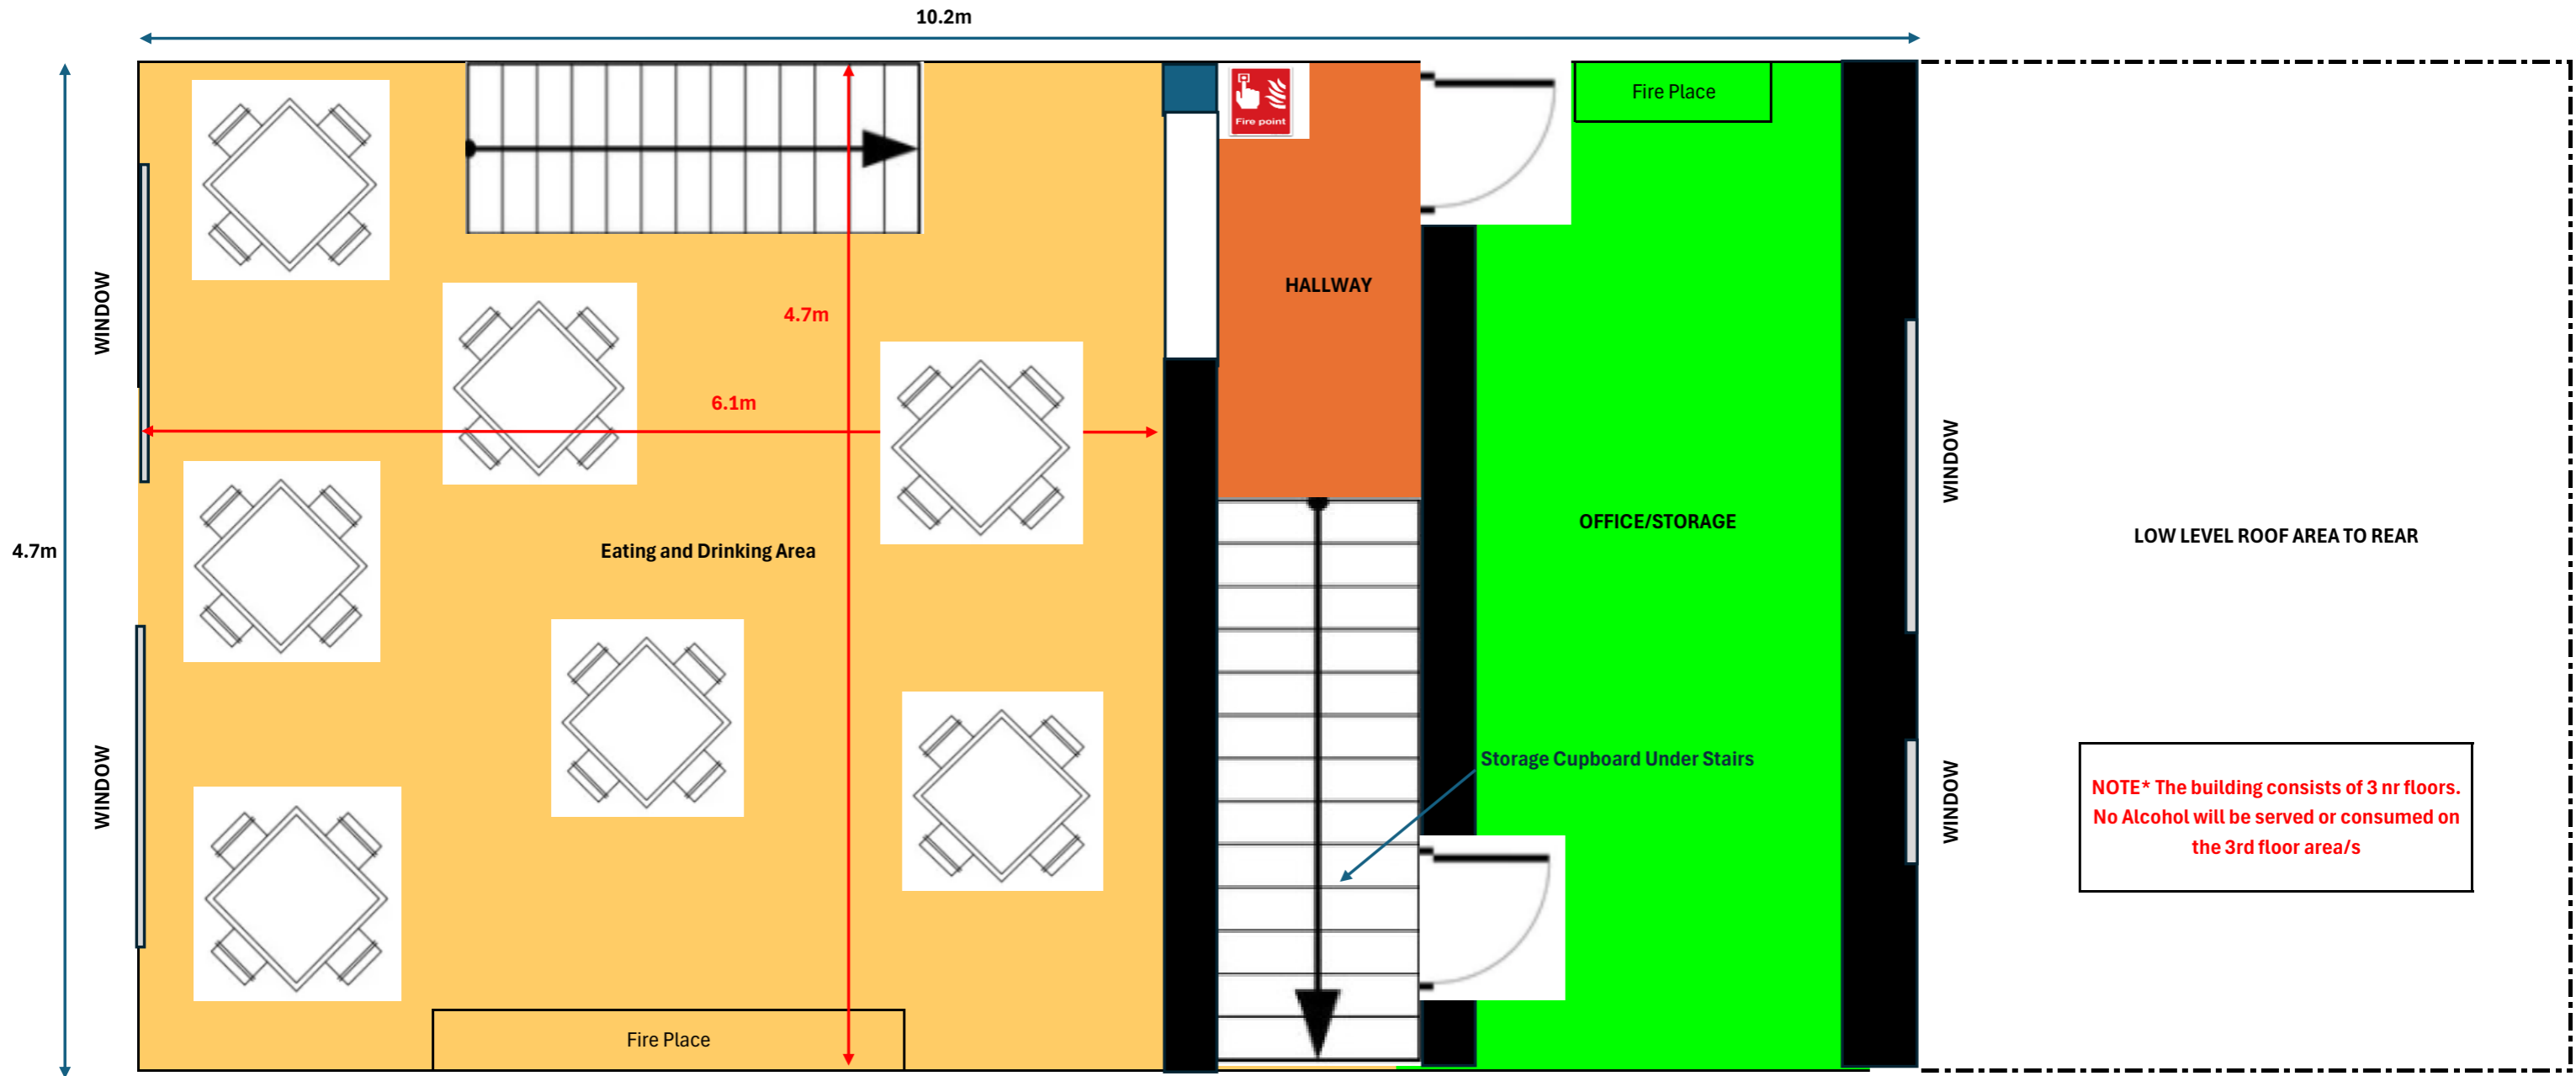 10.2m
Fire Place
Fire point
WINDOW
HALLWAY
4.7m
6.1m
WINDOW
OFFICE/STORAGE
LOW LEVEL ROOF AREA TO REAR
4.7m
Eating and Drinking Area
Storage Cupboard Under Stairs
WINDOW
WINDOW
NOTE* The building consists of 3 nr floors.
No Alcohol will be served or consumed on
the 3rd floor area/s
Fire Place